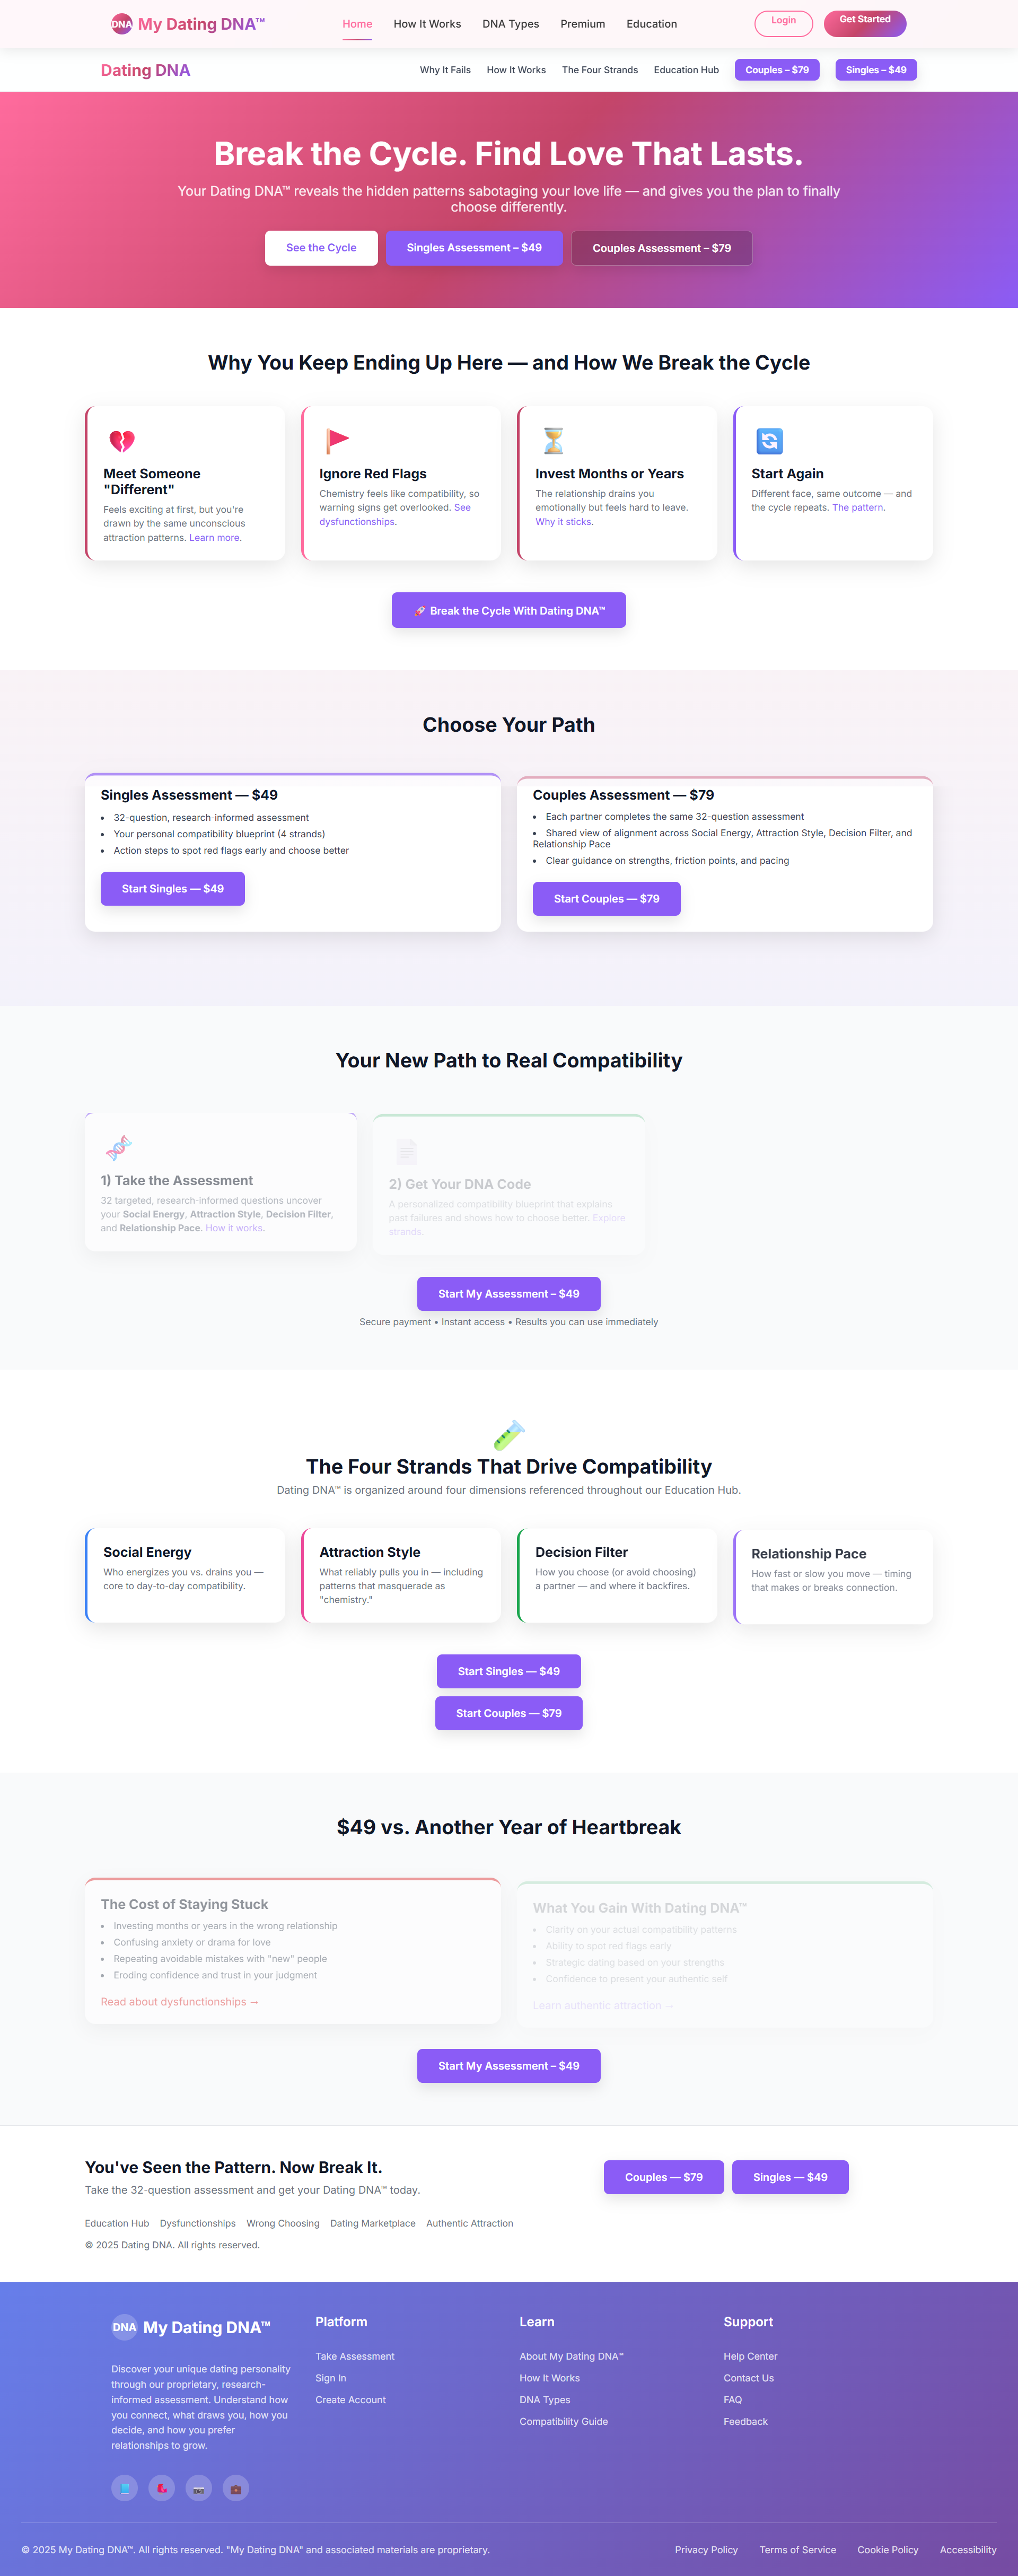 DNA My Dating DNA™
Home How It Works DNA Types Premium Education
Login Get Started
Dating DNA
Why It Fails How It Works The Four Strands Education Hub Couples – $79 Singles – $49
Break the Cycle. Find Love That Lasts.
Your Dating DNA™ reveals the hidden patterns sabotaging your love life — and gives you the plan to finally
choose differently.
See the Cycle Singles Assessment – $49 Couples Assessment – $79
Why You Keep Ending Up Here — and How We Break the Cycle
Meet Someone
"Different"
Feels exciting at first, but you're
drawn by the same unconscious
attraction patterns. Learn more.
Ignore Red Flags
Chemistry feels like compatibility, so
warning signs get overlooked. See
dysfunctionships.
Invest Months or Years
The relationship drains you
emotionally but feels hard to leave.
Why it sticks.
Start Again
Different face, same outcome — and
the cycle repeats. The pattern.
Break the Cycle With Dating DNA™
Choose Your Path
Singles Assessment — $49
• 32-question, research-informed assessment
• Your personal compatibility blueprint (4 strands)
• Action steps to spot red flags early and choose better
Start Singles — $49
Couples Assessment — $79
• Each partner completes the same 32-question assessment
• Shared view of alignment across Social Energy, Attraction Style, Decision Filter, and
Relationship Pace
• Clear guidance on strengths, friction points, and pacing
Start Couples — $79
Your New Path to Real Compatibility
1) Take the Assessment
32 targeted, research-informed questions uncover
your Social Energy, Attraction Style, Decision Filter,
and Relationship Pace. How it works.
2) Get Your DNA Code
A personalized compatibility blueprint that explains
past failures and shows how to choose better. Explore
strands.
Start My Assessment – $49
Secure payment • Instant access • Results you can use immediately
The Four Strands That Drive Compatibility
Dating DNA™ is organized around four dimensions referenced throughout our Education Hub.
Social Energy
Who energizes you vs. drains you —
core to day-to-day compatibility.
Attraction Style
What reliably pulls you in — including
patterns that masquerade as
"chemistry."
Decision Filter
How you choose (or avoid choosing)
a partner — and where it backfires.
Relationship Pace
How fast or slow you move — timing
that makes or breaks connection.
Start Singles — $49
Start Couples — $79
$49 vs. Another Year of Heartbreak
The Cost of Staying Stuck
• Investing months or years in the wrong relationship
• Confusing anxiety or drama for love
• Repeating avoidable mistakes with "new" people
• Eroding confidence and trust in your judgment
Read about dysfunctionships →
What You Gain With Dating DNA™
• Clarity on your actual compatibility patterns
• Ability to spot red flags early
• Strategic dating based on your strengths
• Confidence to present your authentic self
Learn authentic attraction →
Start My Assessment – $49
You've Seen the Pattern. Now Break It.
Take the 32-question assessment and get your Dating DNA™ today.
Couples — $79 Singles — $49
Education Hub Dysfunctionships Wrong Choosing Dating Marketplace Authentic Attraction
© 2025 Dating DNA. All rights reserved.
DNA My Dating DNA™
Discover your unique dating personality
through our proprietary, research-
informed assessment. Understand how
you connect, what draws you, how you
decide, and how you prefer
relationships to grow.
Platform
Take Assessment
Sign In
Create Account
Learn
About My Dating DNA™
How It Works
DNA Types
Compatibility Guide
Support
Help Center
Contact Us
FAQ
Feedback
© 2025 My Dating DNA™. All rights reserved. "My Dating DNA" and associated materials are proprietary.
Privacy Policy Terms of Service Cookie Policy Accessibility